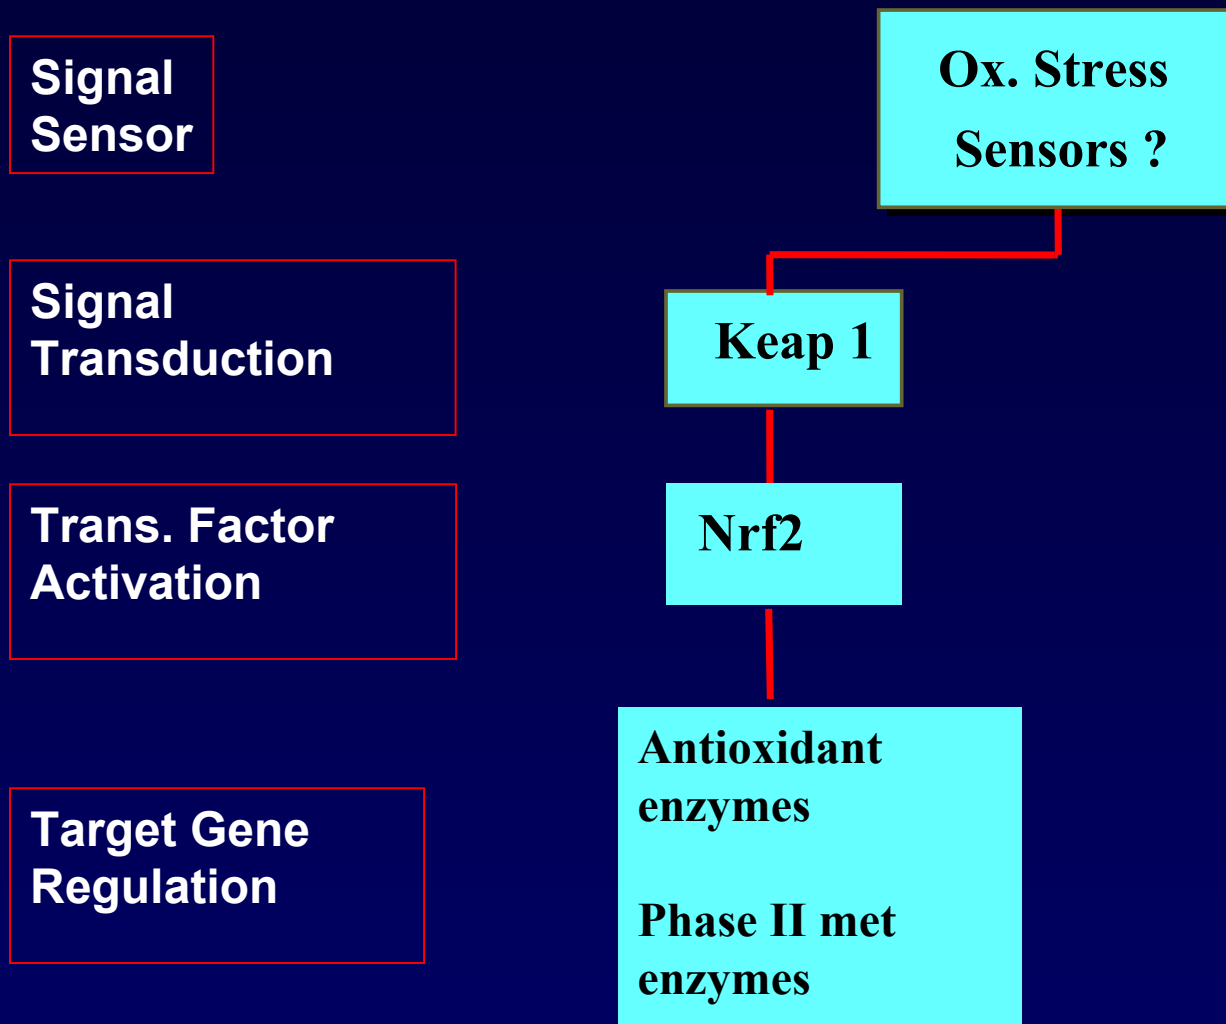 Signal
Sensor
Ox. Stress
Sensors ?
Signal
Transduction
Keap 1
Trans. Factor
Activation
Nrf2
Target Gene
Regulation
Antioxidant
enzymes
Phase II met
enzymes